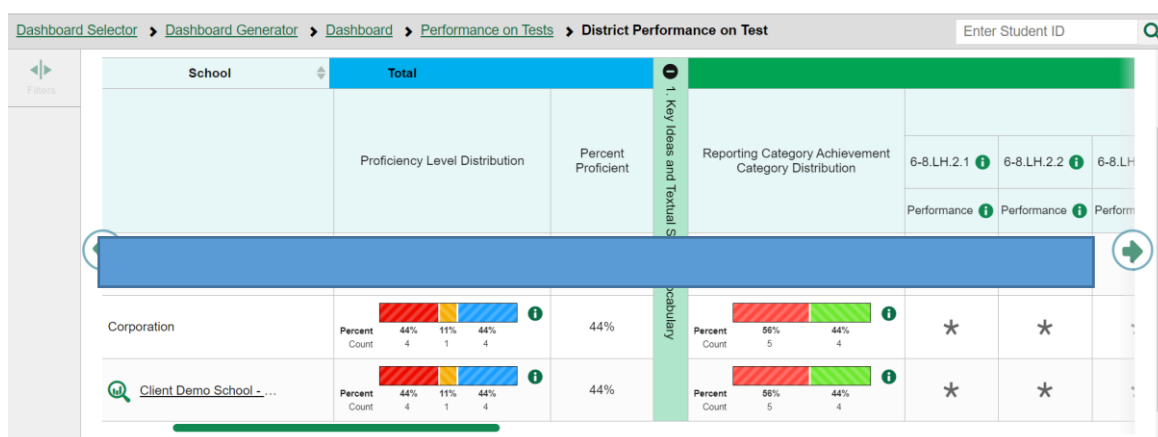 Dashboard Selector > Dashboard Generator > Dashboard > Performance on Tests > District Performance on Test
Enter Student ID
Filters
School
Total
1. Key Ideas and Textual S
ocabulary
Proficiency Level Distribution
Percent
Proficient
Reporting Category Achievement
Category Distribution
6-8.LH.2.1
6-8.LH.2.2
6-8.LH
Performance
Performance
Perform
Corporation
Percent 44% 11% 44%
Count 4 1 4
44%
Percent 56% 44%
Count 5 4
* *
Client Demo School - ...
Percent 44% 11% 44%
Count 4 1 4
44%
Percent 56% 44%
Count 5 4
* *